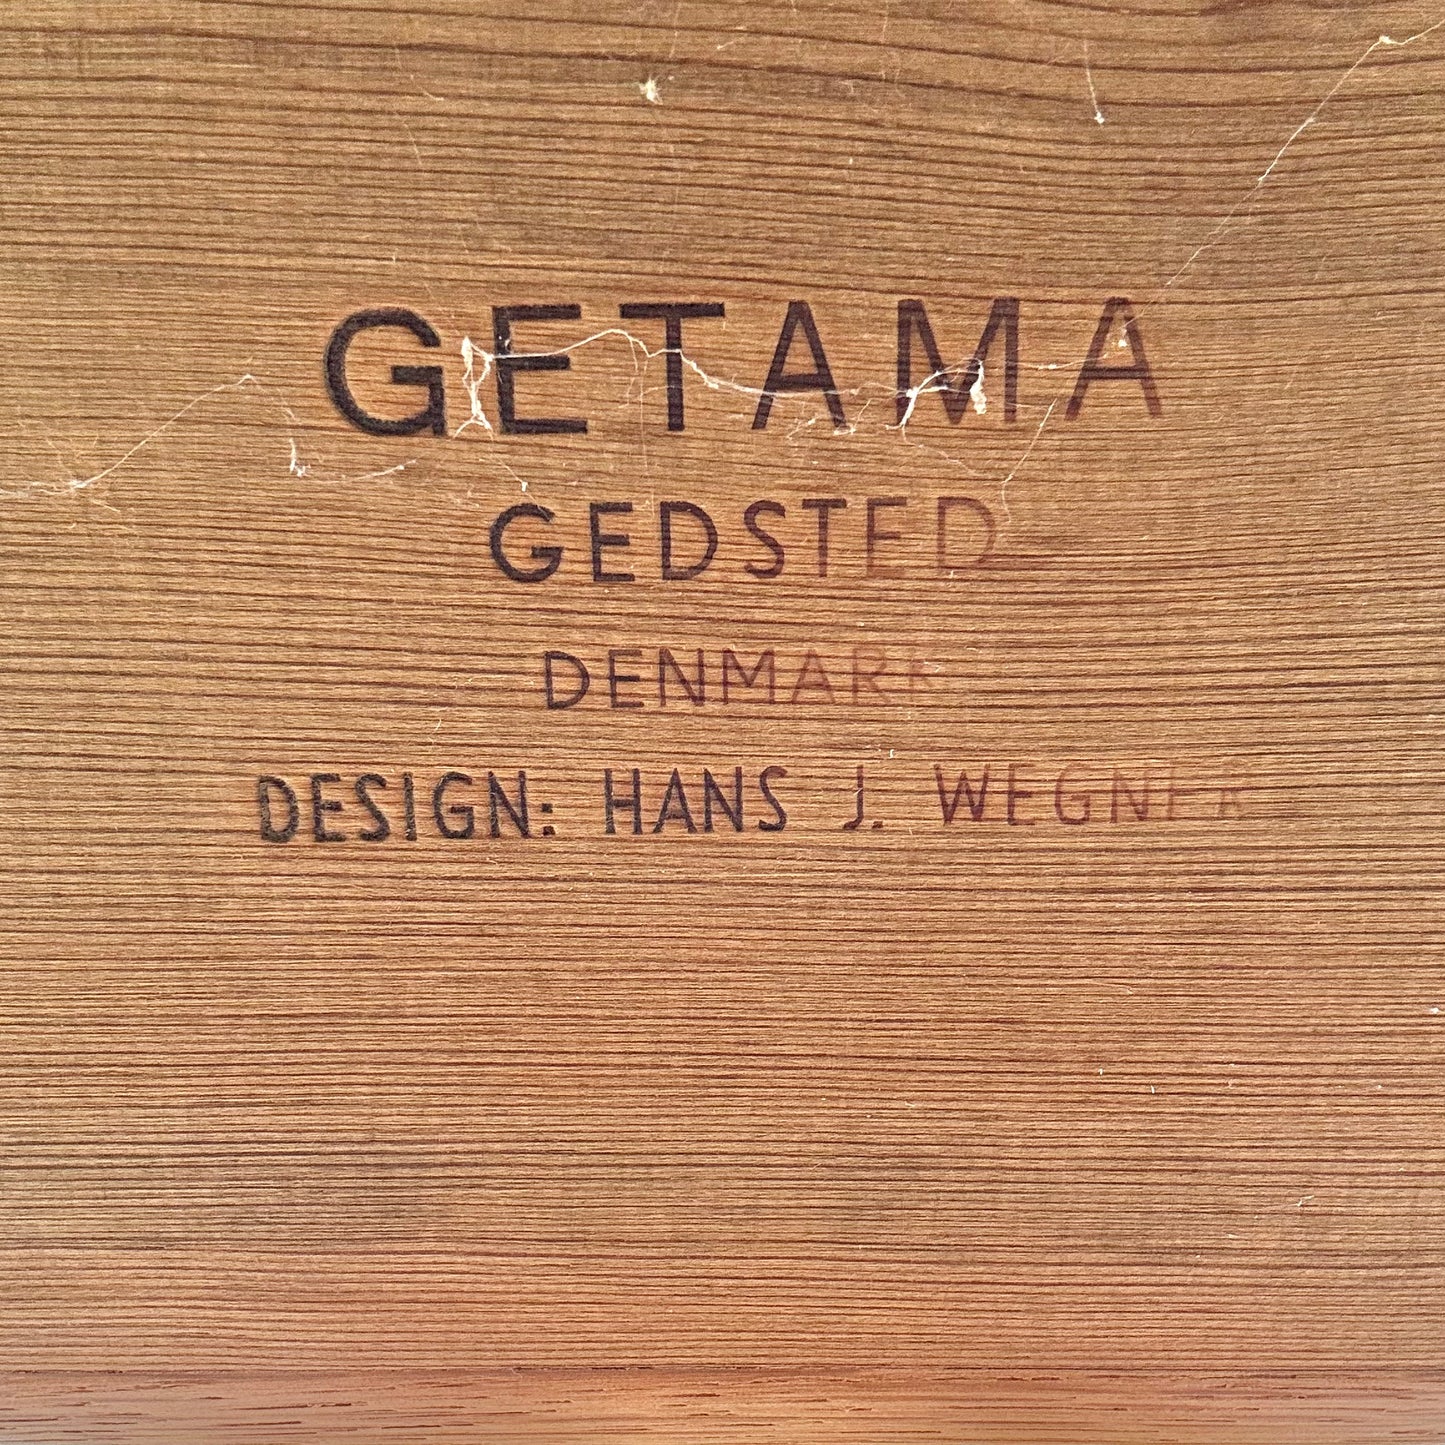 GETAMA
GEDSTED
DENMARK
DESIGN: HANS J. WEGNER